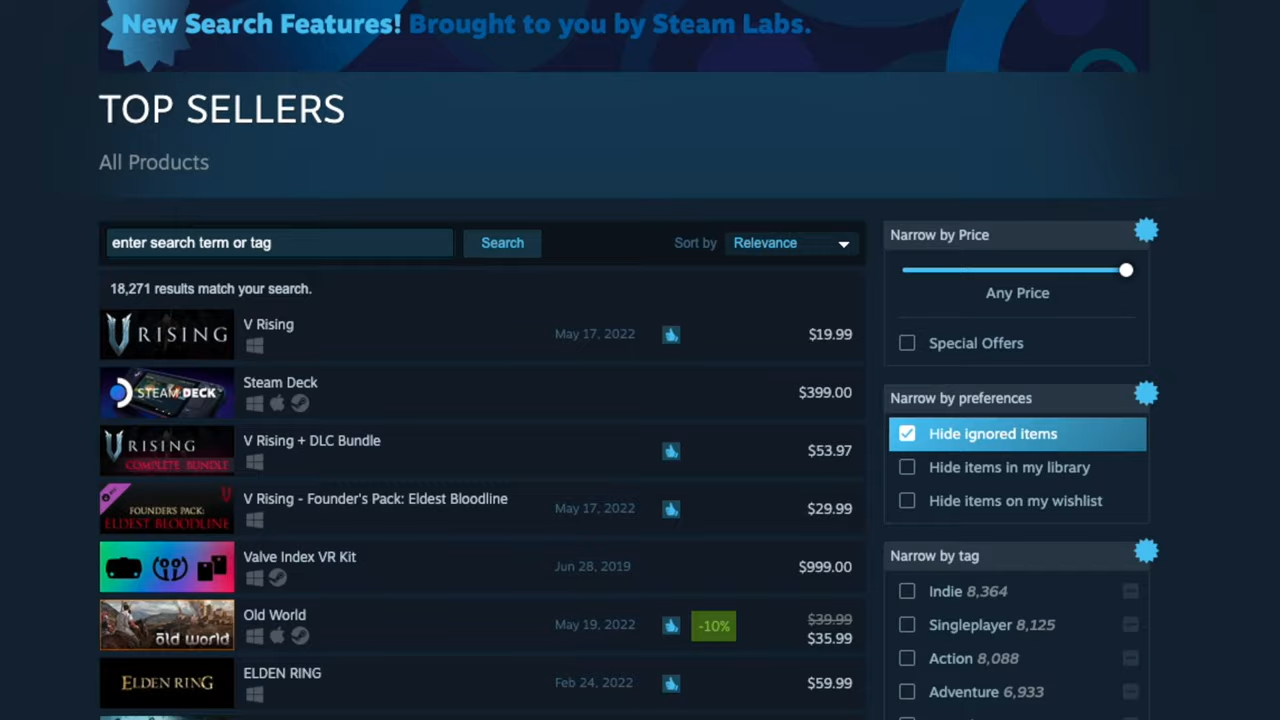 New Search Features! Brought to you by Steam Labs.
TOP SELLERS
All Products
enter search term or tag
Search
Sort by
Relevance
18,271 results match your search.
V RISING
V Rising
May 17, 2022
$19.99
STEAM DECK
Steam Deck
$399.00
V RISING
COMPLETE BUNDLE
V Rising + DLC Bundle
$53.97
FOUNDER'S PACK:
ELDEST BLOODLINE
V Rising - Founder's Pack: Eldest Bloodline
May 17, 2022
$29.99
Valve Index VR Kit
Jun 28, 2019
$999.00
old world
Old World
May 19, 2022
-10%
$39.99
$35.99
ELDEN RING
ELDEN RING
Feb 24, 2022
$59.99
Narrow by Price
Any Price
Special Offers
Narrow by preferences
Hide ignored items
Hide items in my library
Hide items on my wishlist
Narrow by tag
Indie 8,364
Singleplayer 8,125
Action 8,088
Adventure 6,933